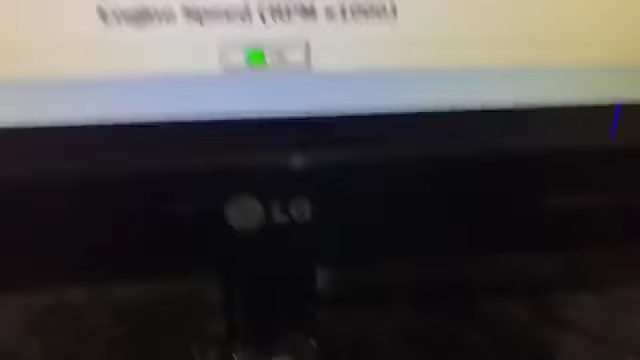 Engine Speed (RPM x1000)
LG